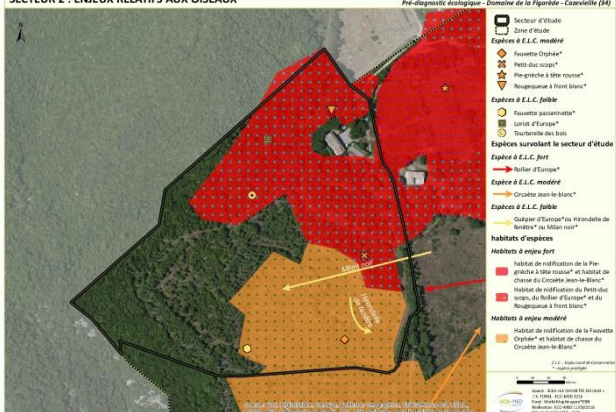 SECTEUR 2 : ENJEUX RELATIFS AUX OISEAUX
Pré-diagnostic écologique - Domaine de la Figarède - Cazevieille (34)
N
Milan noir
Hirondelle
de fenêtre
Secteur d'étude
Zone d'étude
Espèces à E.L.C. modéré
Fauvette Orphée*
Petit-duc scops*
Pie-grièche à tête rousse*
Rougequeue à front blanc*
Espèces à E.L.C. faible
Fauvette passerinette*
Loriot d'Europe*
Tourterelle des bois
Espèces survolant le secteur d'étude
Espèce à E.L.C. fort
Rollier d'Europe*
Espèce à E.L.C. modéré
Circaète Jean-le-blanc*
Espèces à E.L.C. faible
Guêpier d'Europe* ou Hirondelle de
fenêtre* ou Milan noir*
habitats d'espèces
Habitats à enjeu fort
habitat de nidification de la Pie-
grièche à tête rousse* et habitat de
chasse du Circaète Jean-le-Blanc*
Habitat de nidification du Petit-duc
scops, du Rollier d'Europe* et du
Rougequeue à front blanc*
Habitats à enjeu modéré
Habitat de nidification de la Fauvette
Orphée* et habitat de chasse du
Circaète Jean-le-Blanc*
* : espèce protégée